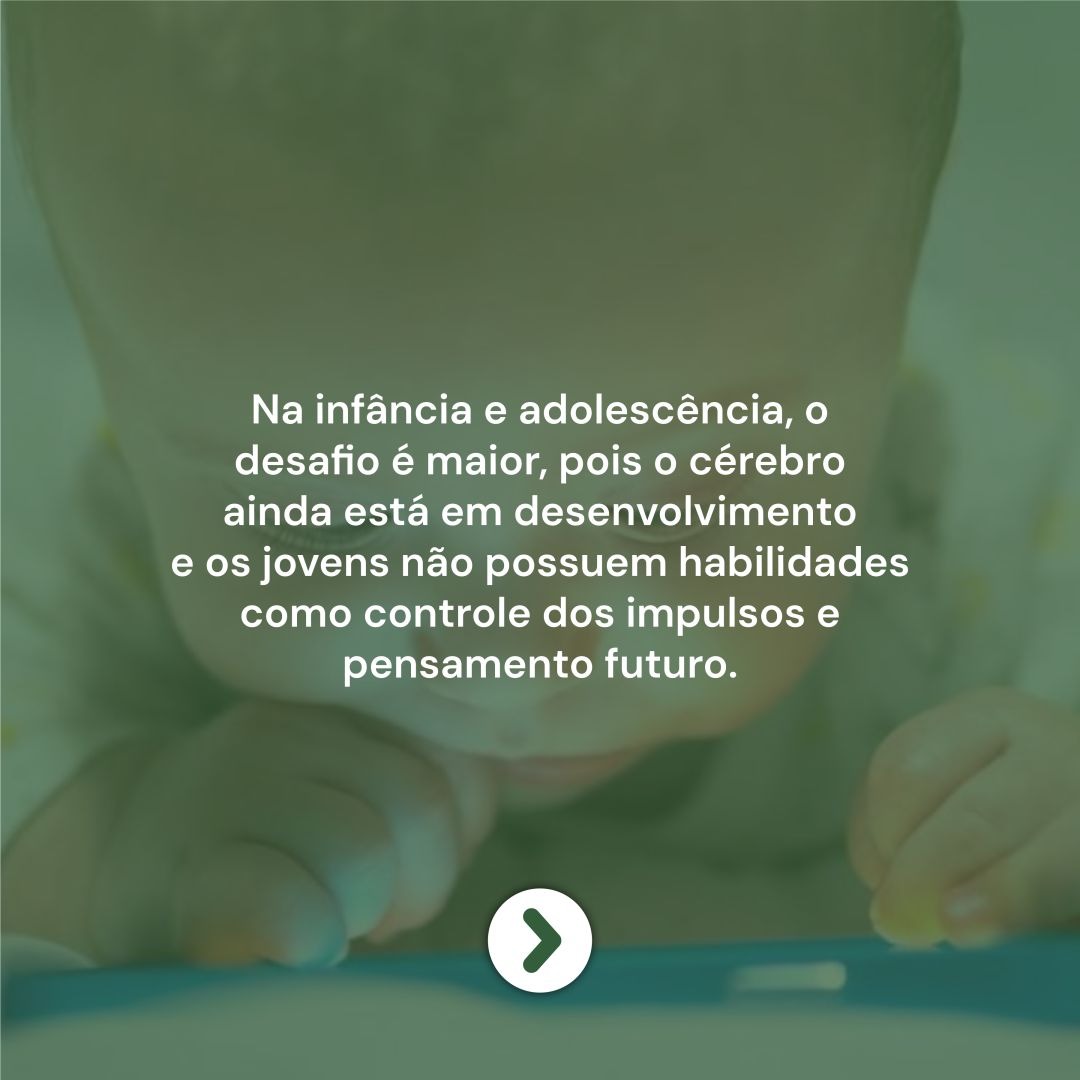 Na infância e adolescência, o
desafio é maior, pois o cérebro
ainda está em desenvolvimento
e os jovens não possuem habilidades
como controle dos impulsos e
pensamento futuro.